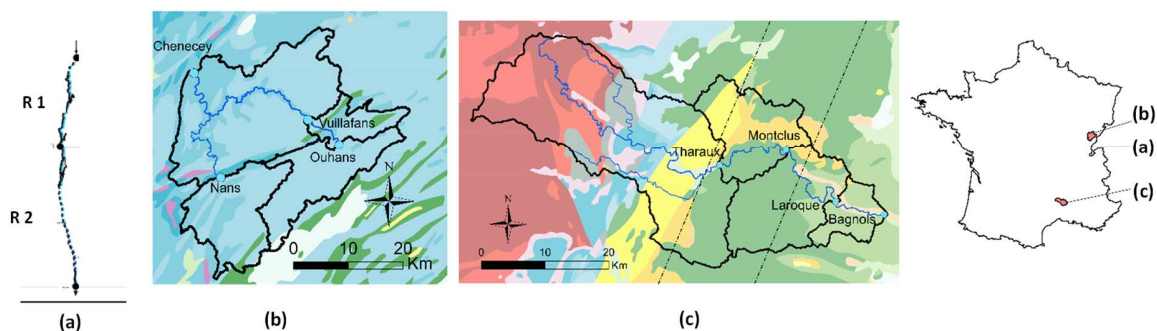 R 1
R 2
(a)
Chenecey
Vuillafans
Ouhans
Nans
N
0 10 20
Km
(b)
Tharaux
Montclus
Laroque
Bagnols
N
0 10 20
Km
(c)
(b)
(a)
(c)